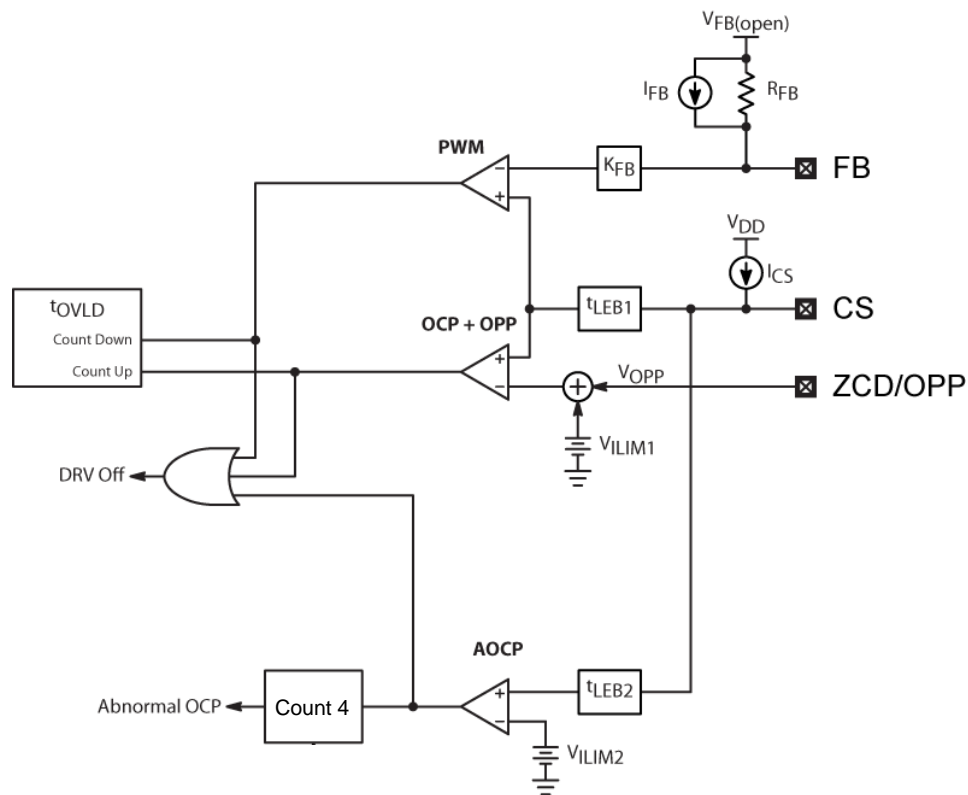 VFB(open)
IFB
RFB
PWM
−
+
KFB
FB
VDD
ICS
tOVLD
Count Down
Count Up
OCP + OPP
+
−
tLEB1
CS
VOPP
+
ZCD/OPP
VILIM1
DRV Off
AOCP
+
−
tLEB2
Abnormal OCP
Count 4
VILIM2